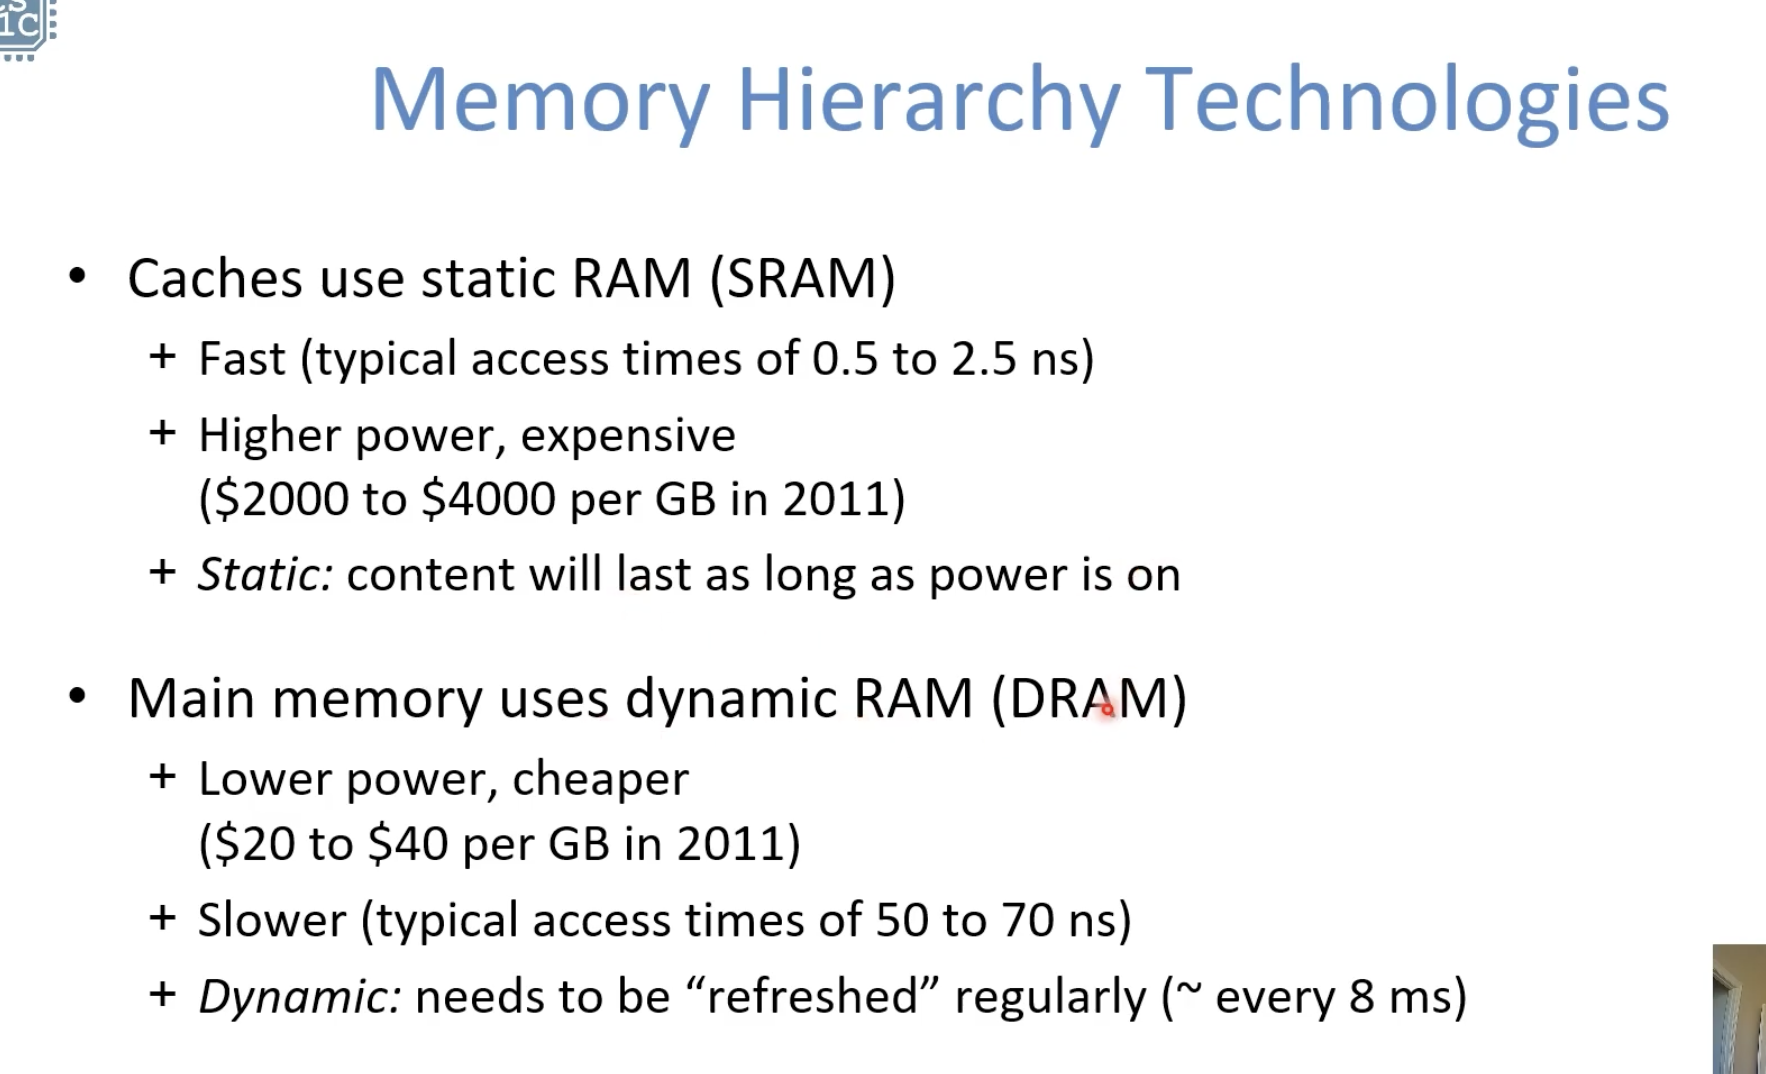 Memory Hierarchy Technologies
• Caches use static RAM (SRAM)
+ Fast (typical access times of 0.5 to 2.5 ns)
+ Higher power, expensive
($2000 to $4000 per GB in 2011)
+ Static: content will last as long as power is on
• Main memory uses dynamic RAM (DRAM)
+ Lower power, cheaper
($20 to $40 per GB in 2011)
+ Slower (typical access times of 50 to 70 ns)
+ Dynamic: needs to be “refreshed” regularly (~ every 8 ms)